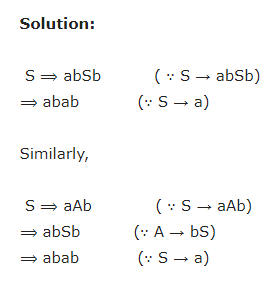 Solution:
S ⟹ abSb (∵ S → abSb)
⟹ abab (∵ S → a)
Similarly,
S ⟹ aAb (∵ S → aAb)
⟹ abSb (∵ A → bS)
⟹ abab (∵ S → a)